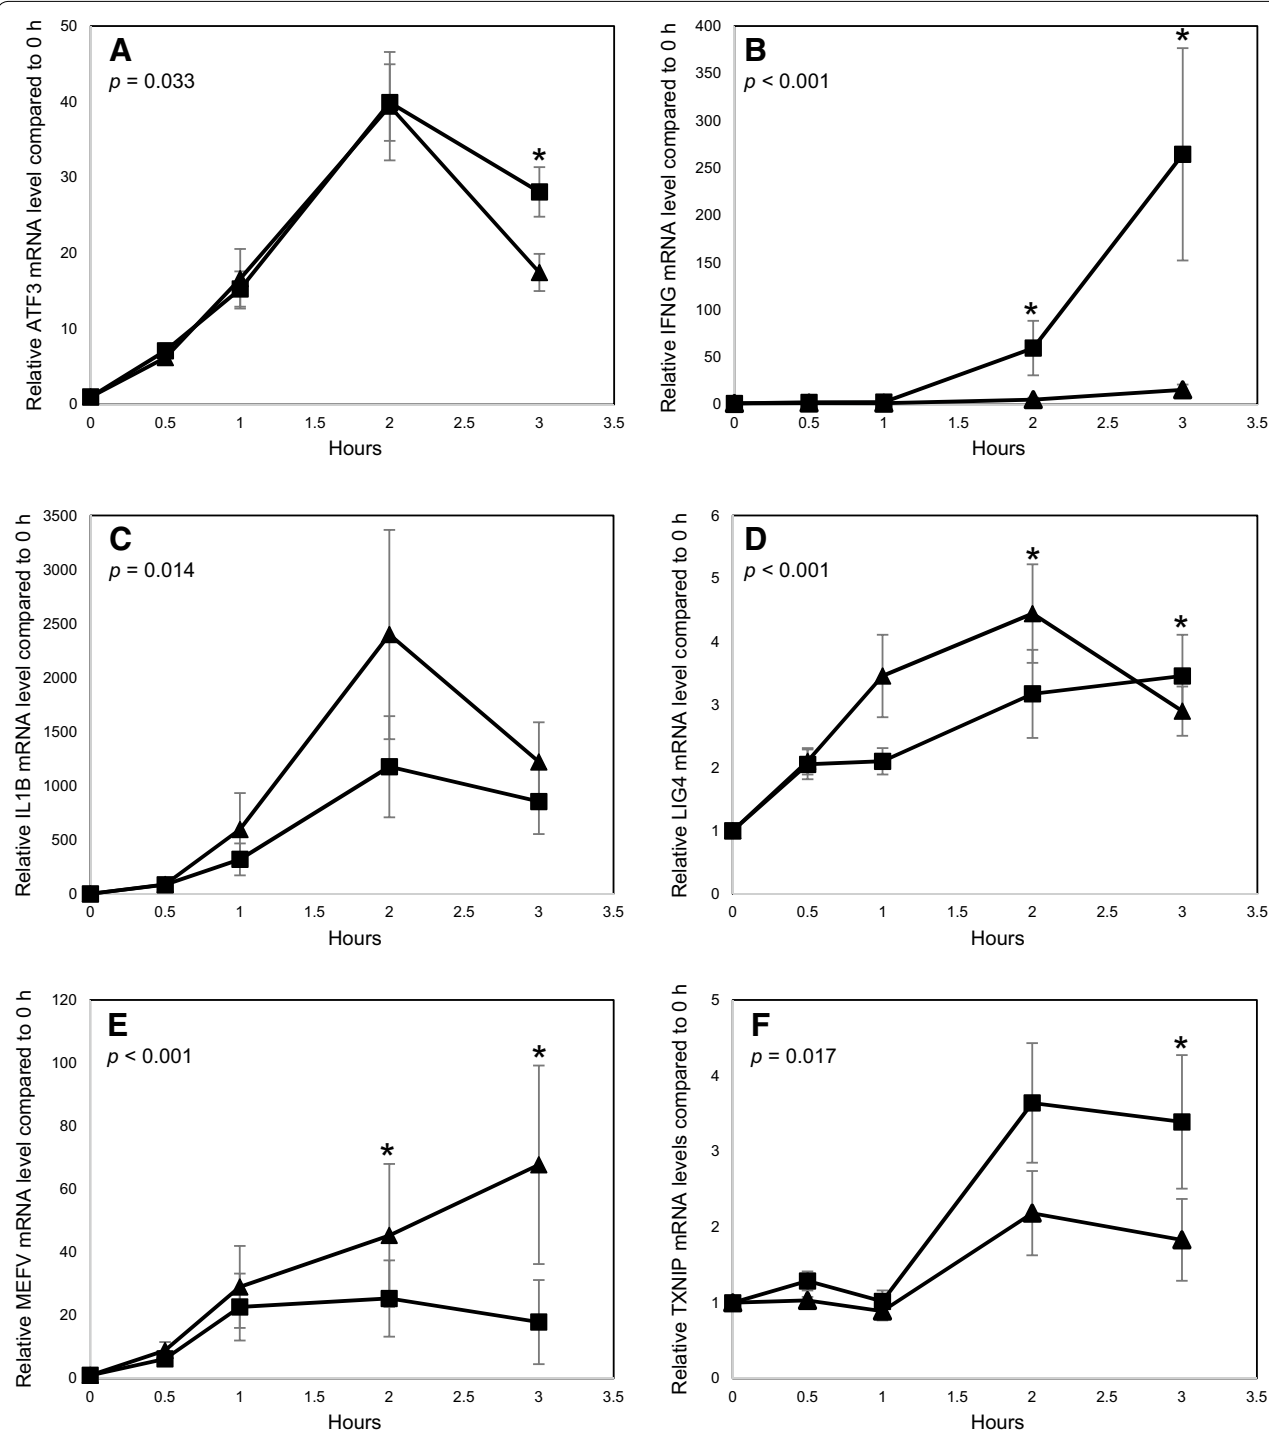 A
p = 0.033
*
Relative ATF3 mRNA level compared to 0 h
50
40
30
20
10
0
0 0.5 1 1.5 2 2.5 3 3.5
Hours
B
p < 0.001
*
*
Relative IFNG mRNA level compared to 0 h
400
350
300
250
200
150
100
50
0
0 0.5 1 1.5 2 2.5 3 3.5
Hours
C
p = 0.014
Relative IL1B mRNA level compared to 0 h
3500
3000
2500
2000
1500
1000
500
0
0 0.5 1 1.5 2 2.5 3 3.5
Hours
D
p < 0.001
*
*
Relative LIG4 mRNA level compared to 0 h
6
5
4
3
2
1
0
0 0.5 1 1.5 2 2.5 3 3.5
Hours
E
p < 0.001
*
*
Relative MEFV mRNA level compared to 0 h
120
100
80
60
40
20
0
0 0.5 1 1.5 2 2.5 3 3.5
Hours
F
p = 0.017
*
Relative TXNIP mRNA levels compared to 0 h
5
4
3
2
1
0
0 0.5 1 1.5 2 2.5 3 3.5
Hours